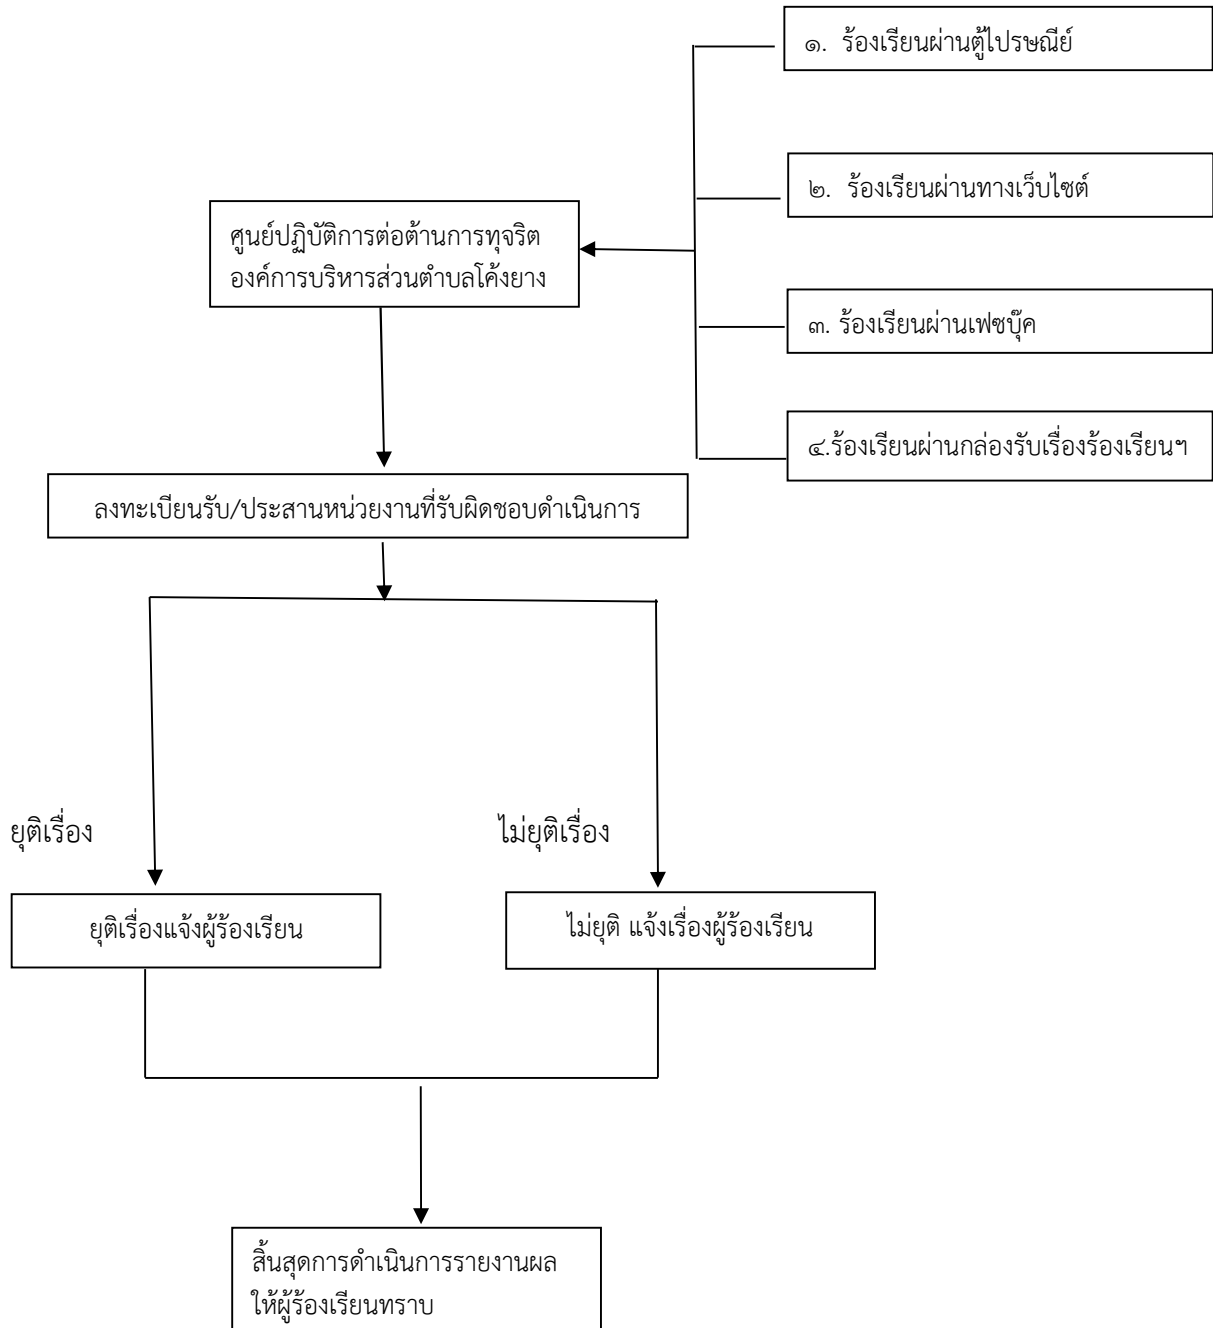 ๑. ร้องเรียนผ่านตู้ไปรษณีย์
๒. ร้องเรียนผ่านทางเว็บไซต์
ศูนย์ปฏิบัติการต่อต้านการทุจริต
องค์การบริหารส่วนตำบลโค้งยาง
๓. ร้องเรียนผ่านเฟซบุ๊ค
๔.ร้องเรียนผ่านกล่องรับเรื่องร้องเรียนฯ
ลงทะเบียนรับ/ประสานหน่วยงานที่รับผิดชอบดำเนินการ
ยุติเรื่อง
ไม่ยุติเรื่อง
ยุติเรื่องแจ้งผู้ร้องเรียน
ไม่ยุติ แจ้งเรื่องผู้ร้องเรียน
สิ้นสุดการดำเนินการรายงานผล
ให้ผู้ร้องเรียนทราบ